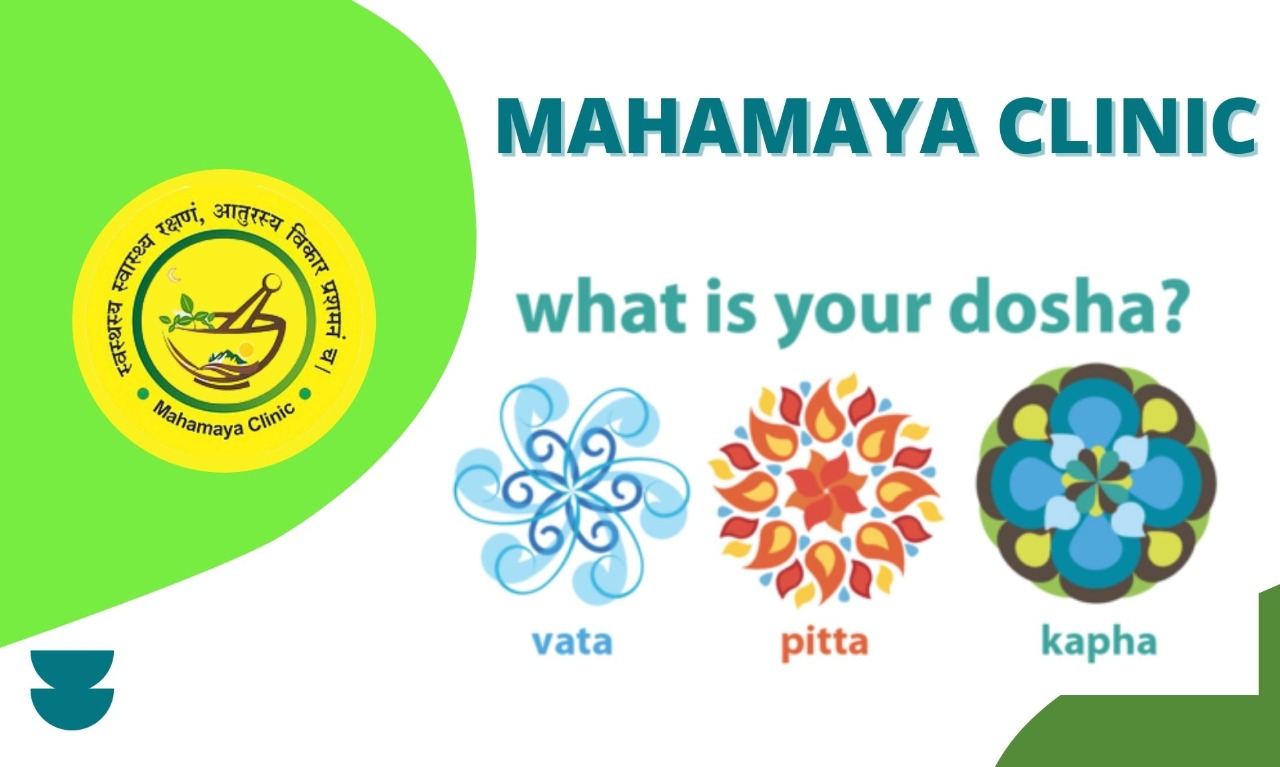 MAHAMAYA CLINIC
स्वस्थस्य स्वास्थ्य रक्षणं, आतुरस्य विकार प्रशमनं च।
Mahamaya Clinic
what is your dosha?
vata
pitta
kapha